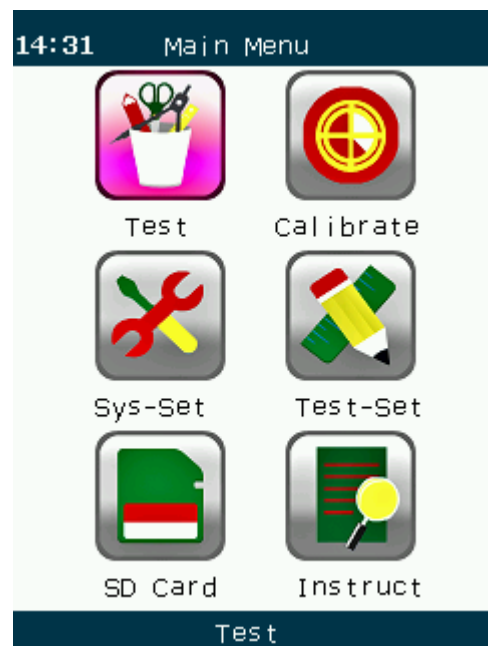 14:31 Main Menu
Test Calibrate
Sys-Set Test-Set
SD Card Instruct
Test